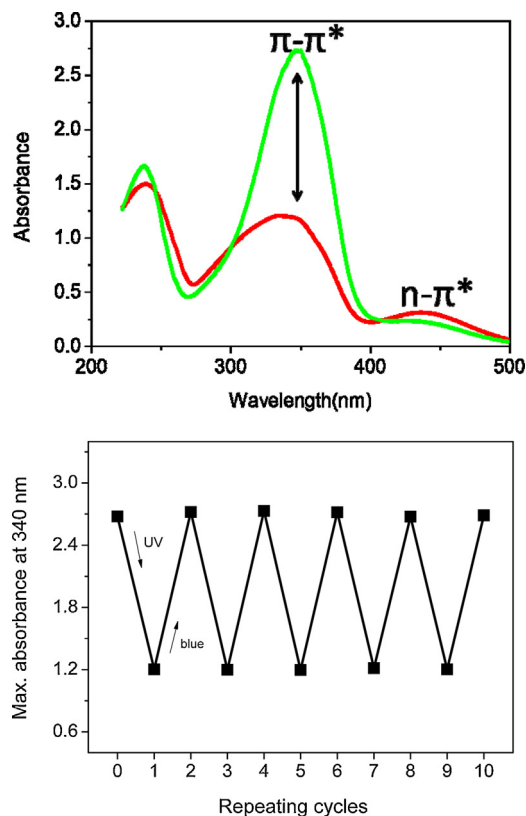 π-π*
3.0
2.5
2.0
1.5
1.0
0.5
0.0
Absorbance
n-π*
200 300 400 500
Wavelength(nm)
3.0
2.4
1.8
1.2
0.6
Max. absorbance at 340 nm
UV
blue
0 1 2 3 4 5 6 7 8 9 10
Repeating cycles